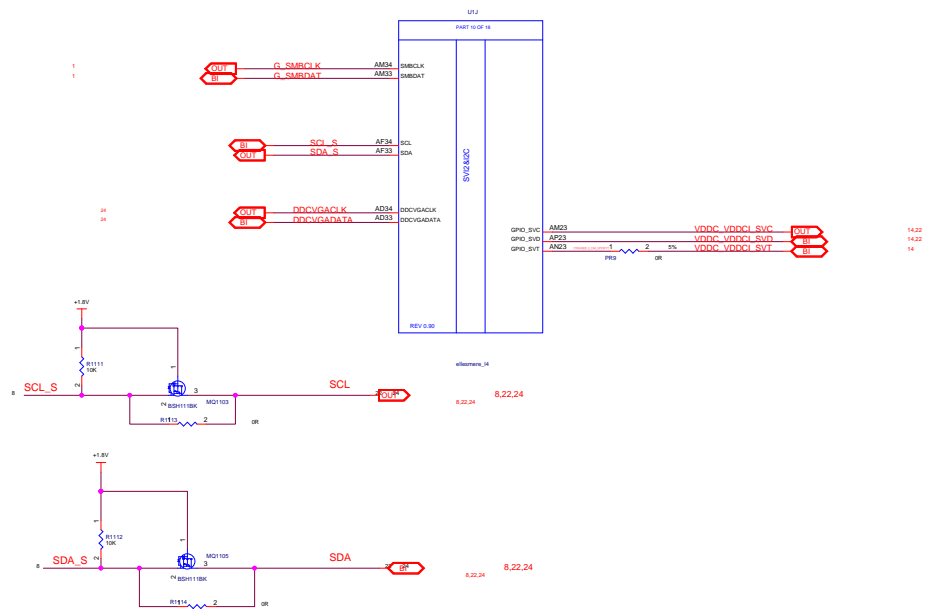 U1J
PART 10 OF 18
1 OUT G_SMBCLK AM34 SMBCLK
1 BI G_SMBDAT AM33 SMBDAT
BI SCL_S AF34 SCL
OUT SDA_S AF33 SDA
SVI2&I2C
24 OUT DDCVGACLK AD34 DDCVGACLK
24 BI DDCVGADATA AD33 DDCVGADATA
GPIO_SVC AM23 VDDC_VDDCI_SVC OUT 14,22
GPIO_SVD AP23 VDDC_VDDCI_SVD BI 14,22
GPIO_SVT AN23 1 2 5% VDDC_VDDCI_SVT BI 14
PR9 0R
REV 0.90
ellesmere_l4
+1.8V
1
R1111
10K
2
1
8 SCL_S 2 3 SCL OUT
BSH111BK MQ1103
8,22,24 8,22,24
R1113 1 2 0R
+1.8V
1
R1112
10K
2
1
MQ1105
8 SDA_S 2 3 SDA BI
BSH111BK
8,22,24 8,22,24
R1114 1 2 0R